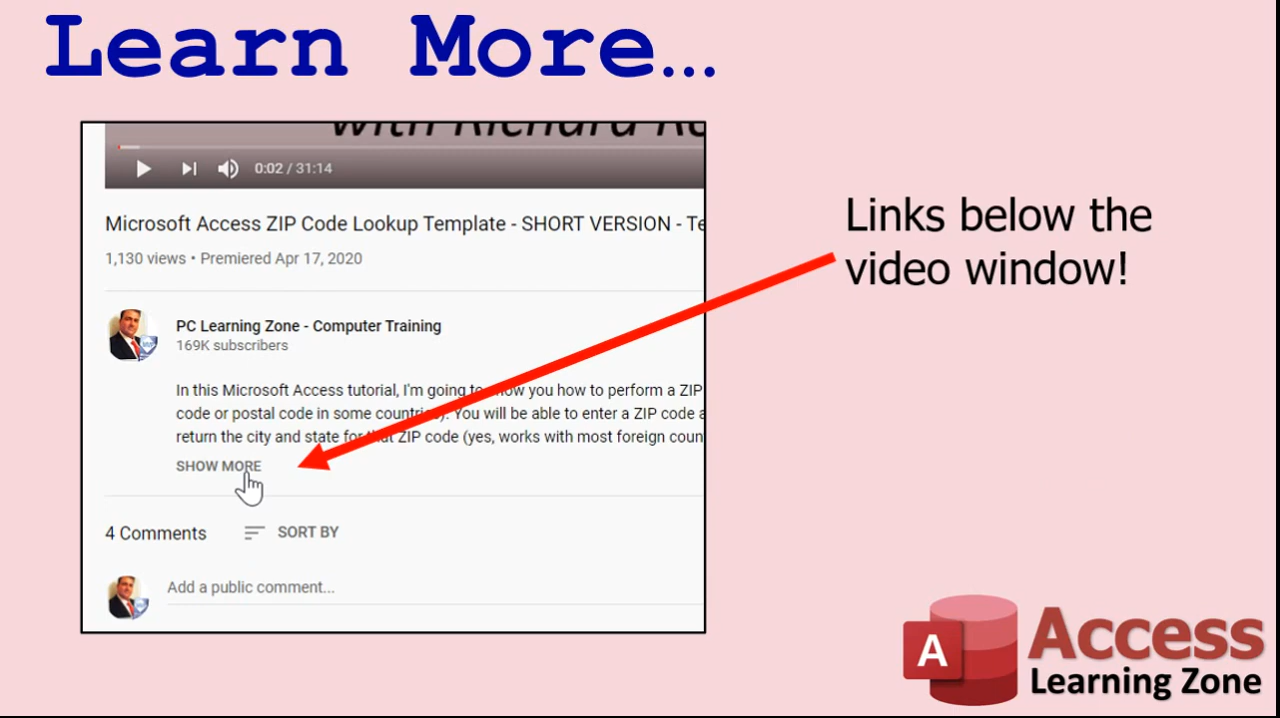 Learn More...
with Richard
0:02 / 31:14
Microsoft Access ZIP Code Lookup Template - SHORT VERSION - Te
1,130 views • Premiered Apr 17, 2020
PC Learning Zone - Computer Training
169K subscribers
In this Microsoft Access tutorial, I'm going to show you how to perform a ZIP
code or postal code in some countries). You will be able to enter a ZIP code a
return the city and state for that ZIP code (yes, works with most foreign coun
SHOW MORE
4 Comments
SORT BY
Add a public comment...
Links below the
video window!
A
Access
Learning Zone